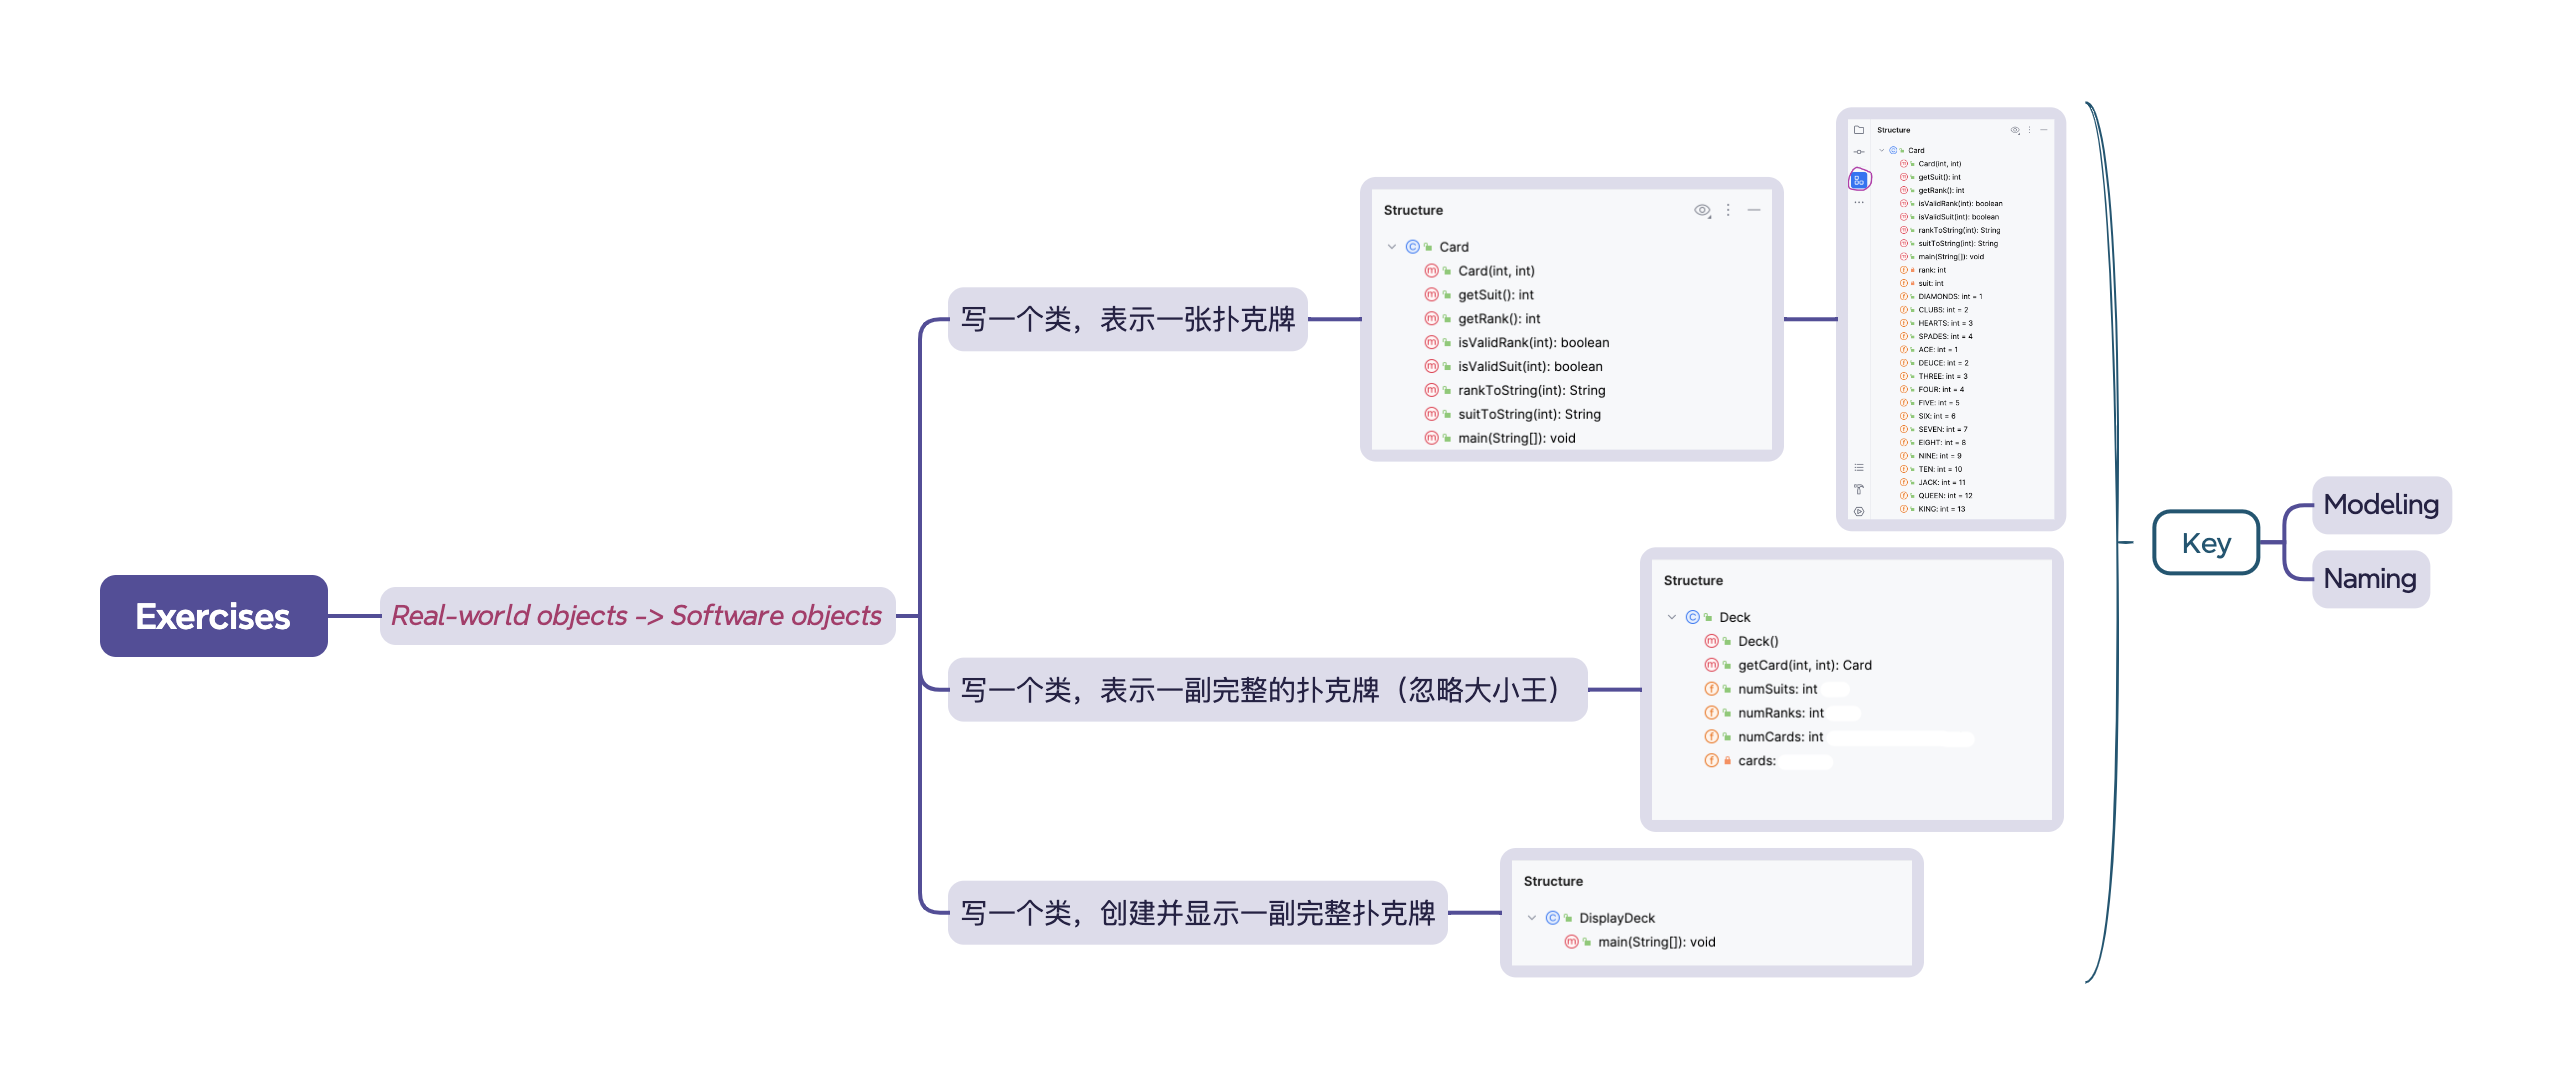 Exercises
Real-world objects -> Software objects
写一个类，表示一张扑克牌
Structure
Card
Card(int, int)
getSuit(): int
getRank(): int
isValidRank(int): boolean
isValidSuit(int): boolean
rankToString(int): String
suitToString(int): String
main(String[]): void
Structure
Card
Card(int, int)
getSuit(): int
getRank(): int
isValidRank(int): boolean
isValidSuit(int): boolean
rankToString(int): String
suitToString(int): String
main(String[]): void
rank: int
suit: int
DIAMONDS: int = 1
CLUBS: int = 2
HEARTS: int = 3
SPADES: int = 4
ACE: int = 1
DEUCE: int = 2
THREE: int = 3
FOUR: int = 4
FIVE: int = 5
SIX: int = 6
SEVEN: int = 7
EIGHT: int = 8
NINE: int = 9
TEN: int = 10
JACK: int = 11
QUEEN: int = 12
KING: int = 13
写一个类，表示一副完整的扑克牌（忽略大小王）
Structure
Deck
Deck()
getCard(int, int): Card
numSuits: int
numRanks: int
numCards: int
cards:
写一个类，创建并显示一副完整扑克牌
Structure
DisplayDeck
main(String[]): void
Key
Modeling
Naming